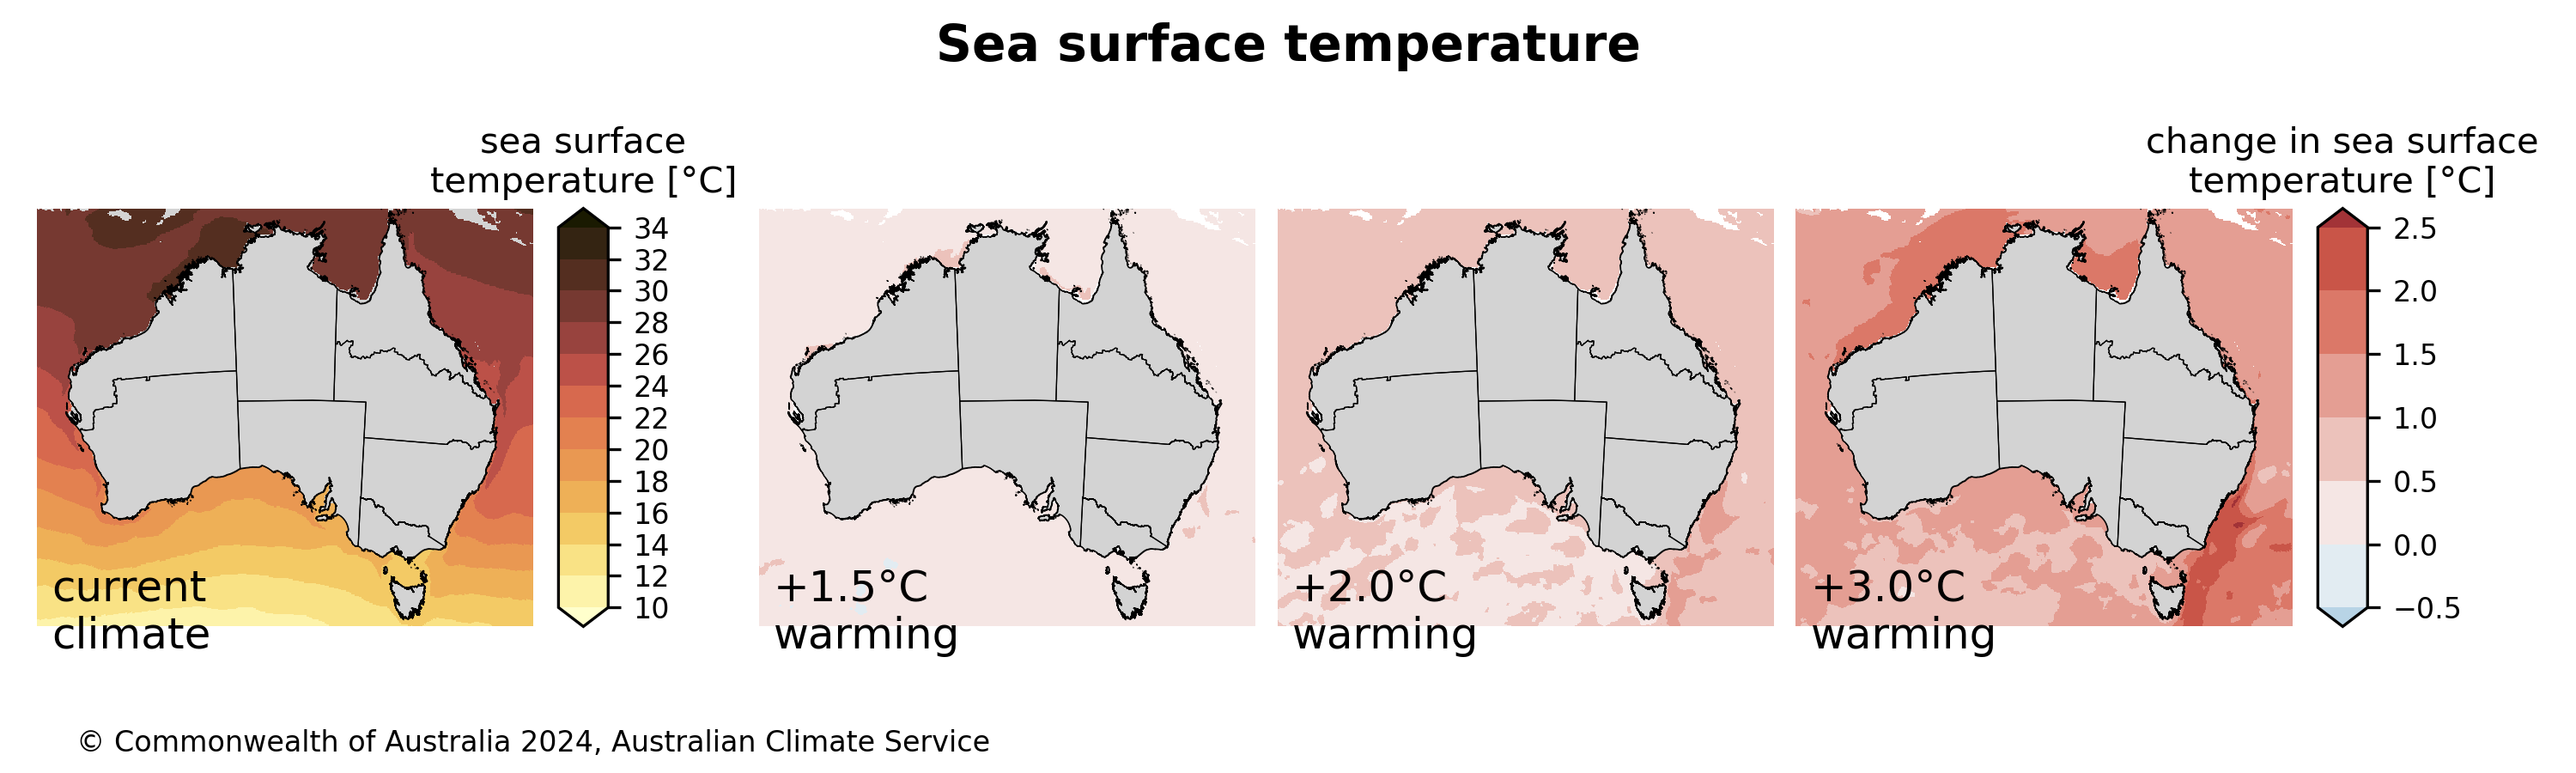 Sea surface temperature
sea surface
temperature [°C]
34
32
30
28
26
24
22
20
18
16
14
12
10
current
climate
+1.5°C
warming
+2.0°C
warming
+3.0°C
warming
change in sea surface
temperature [°C]
2.5
2.0
1.5
1.0
0.5
0.0
−0.5
© Commonwealth of Australia 2024, Australian Climate Service